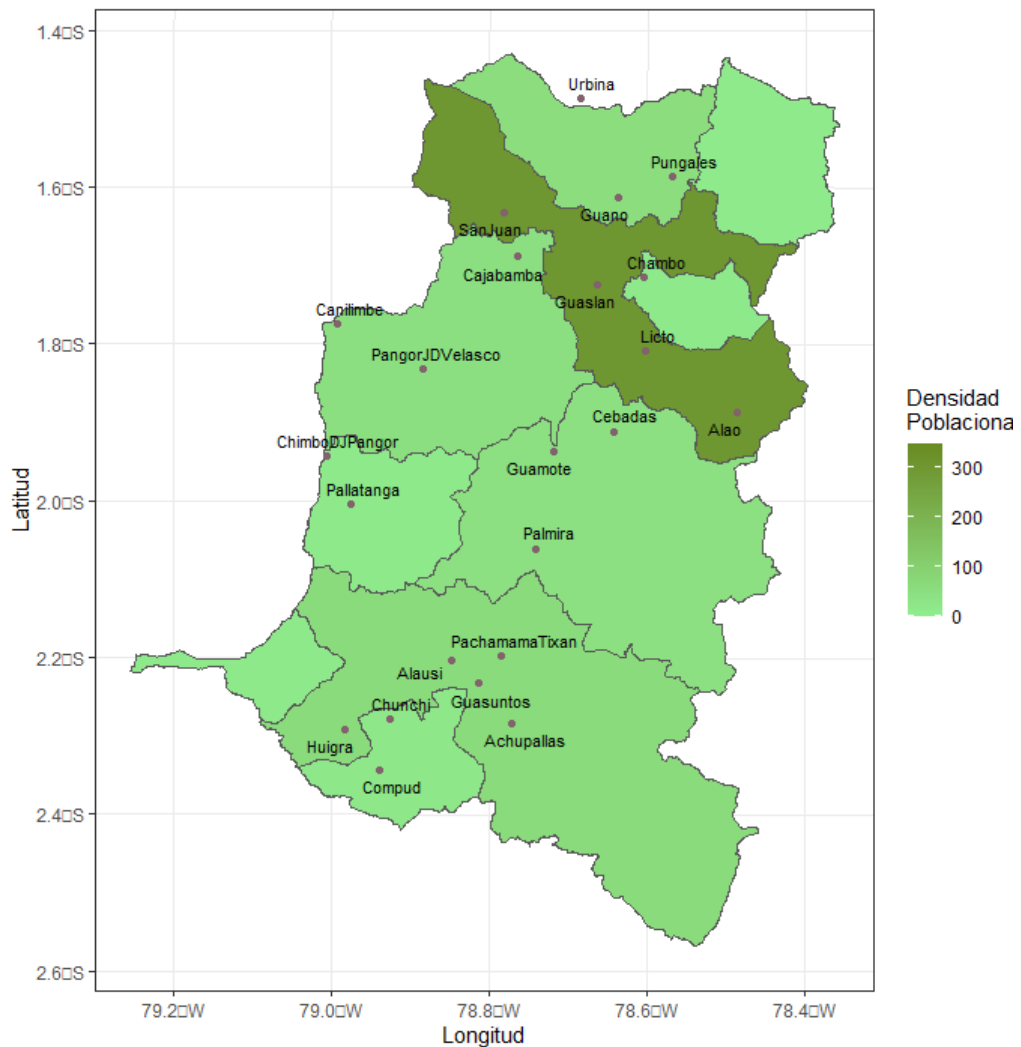 1.4□S
1.6□S
1.8□S
2.0□S
2.2□S
2.4□S
2.6□S
Latitud
Urbina
Pungales
Guano
SanJuan
Cajabamba
Chambo
Guaslan
Canilimbe
Licto
PangorJDVelasco
Cebadas
Alao
ChimboDJPangor
Guamote
Pallatanga
Palmira
PachamamaTixan
Alausi
Guasuntos
Chunchi
Achupallas
Huigra
Compud
79.2□W 79.0□W 78.8□W 78.6□W 78.4□W
Longitud
Densidad
Poblaciona
300
200
100
0